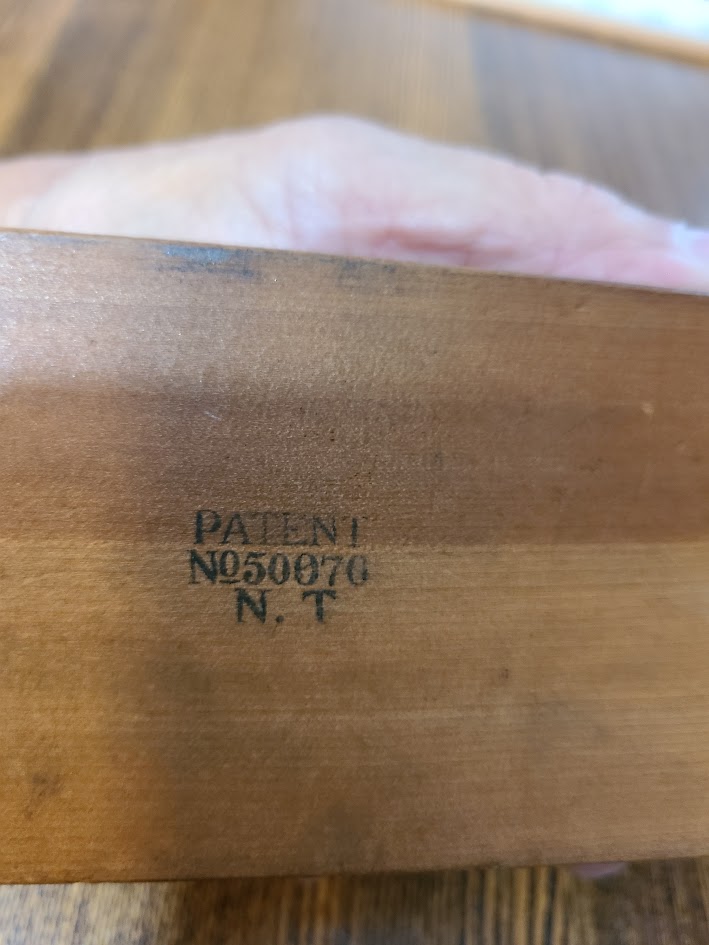 PATENT
№50070
N. T